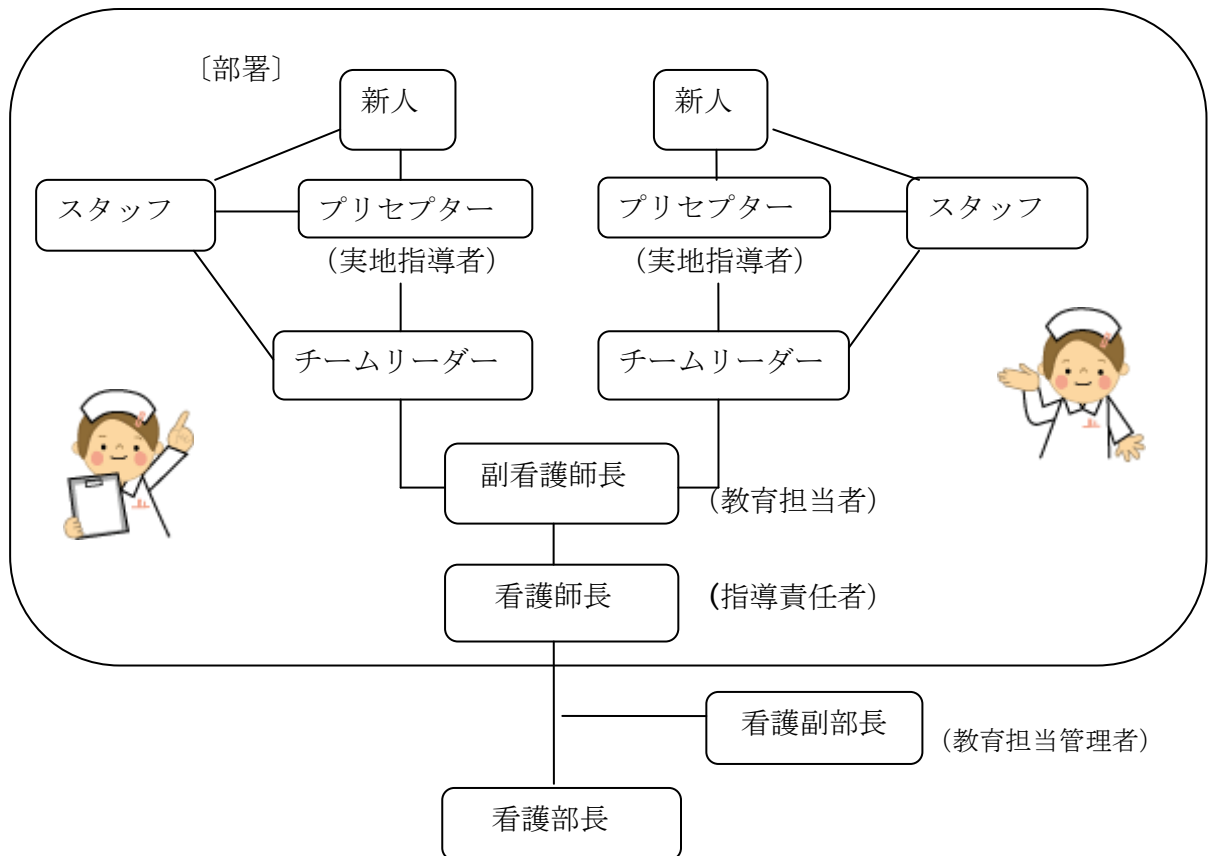 〔部署〕
新人
新人
スタッフ
プリセプター
プリセプター
スタッフ
（実地指導者）
（実地指導者）
チームリーダー
チームリーダー
副看護師長
（教育担当者）
看護師長
(指導責任者）
看護副部長
（教育担当管理者）
看護部長